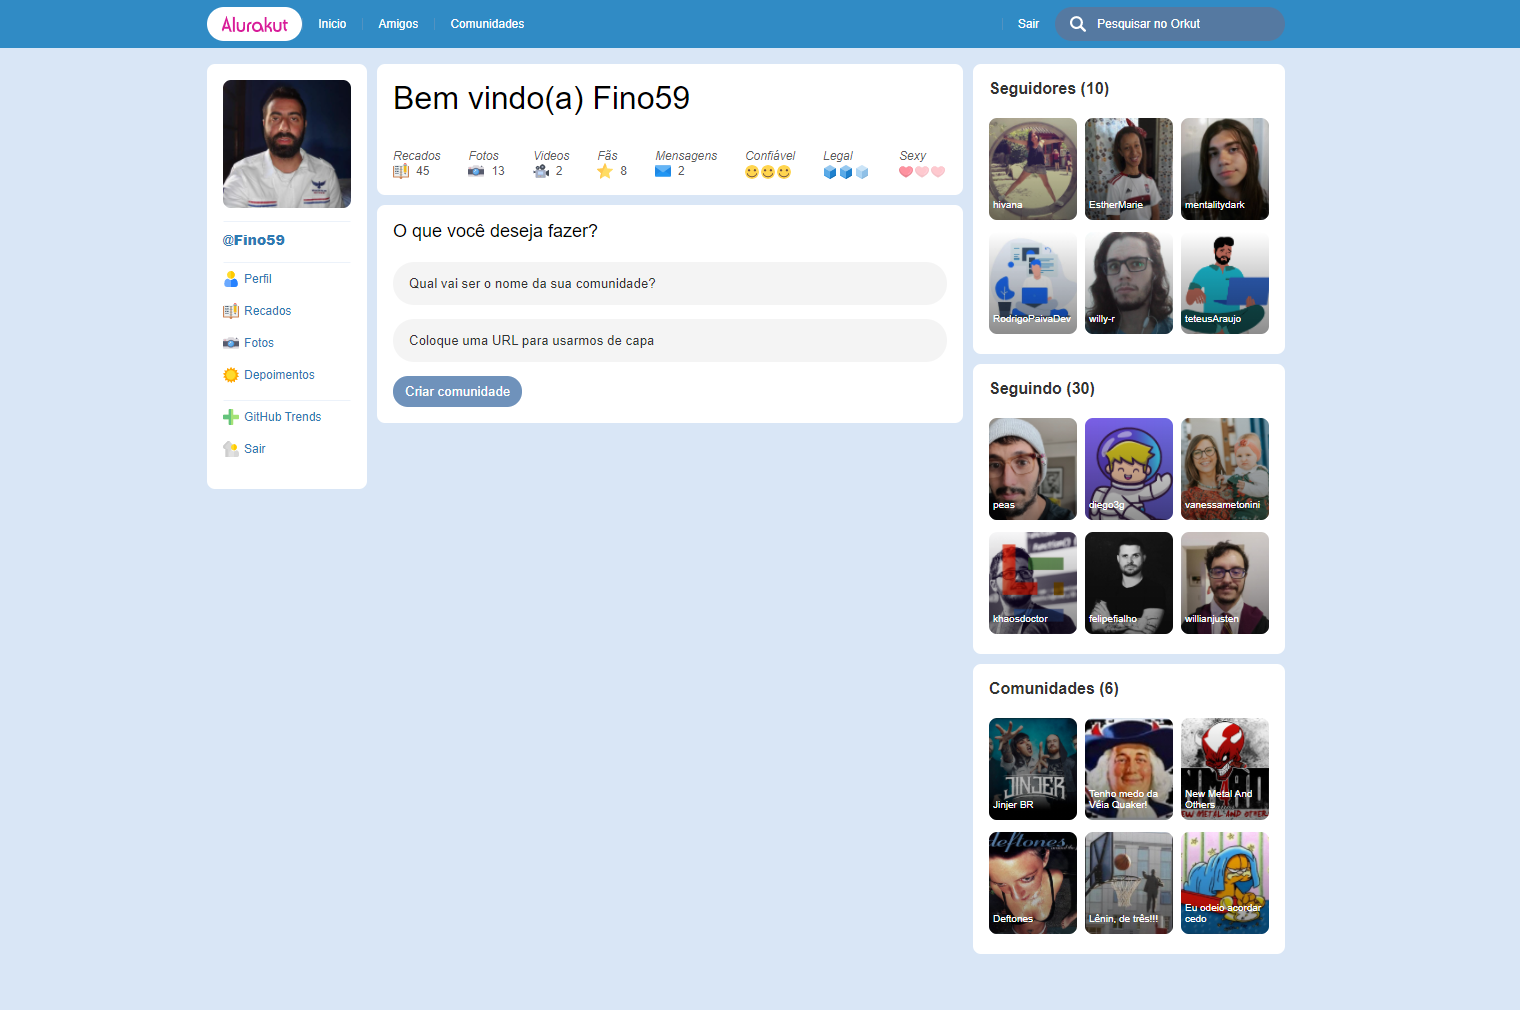 Alurakut
Inicio
Amigos
Comunidades
Sair
Pesquisar no Orkut
@Fino59
Perfil
Recados
Fotos
Depoimentos
GitHub Trends
Sair
Bem vindo(a) Fino59
Recados
45
Fotos
13
Videos
2
Fãs
8
Mensagens
2
Confiável
Legal
Sexy
O que você deseja fazer?
Qual vai ser o nome da sua comunidade?
Coloque uma URL para usarmos de capa
Criar comunidade
Seguidores (10)
hivana
EstherMarie
mentalitydark
RodrigoPaivaDev
willy-r
teteusAraujo
Seguindo (30)
peas
diego3g
vanessametonini
khaosdoctor
felipefialho
willianjusten
Comunidades (6)
JINJER
Jinjer BR
Tenho medo da
Véia Quaker!
New Metal And
Others
deftones
Deftones
Lênin, de três!!!
Eu odeio acordar
cedo